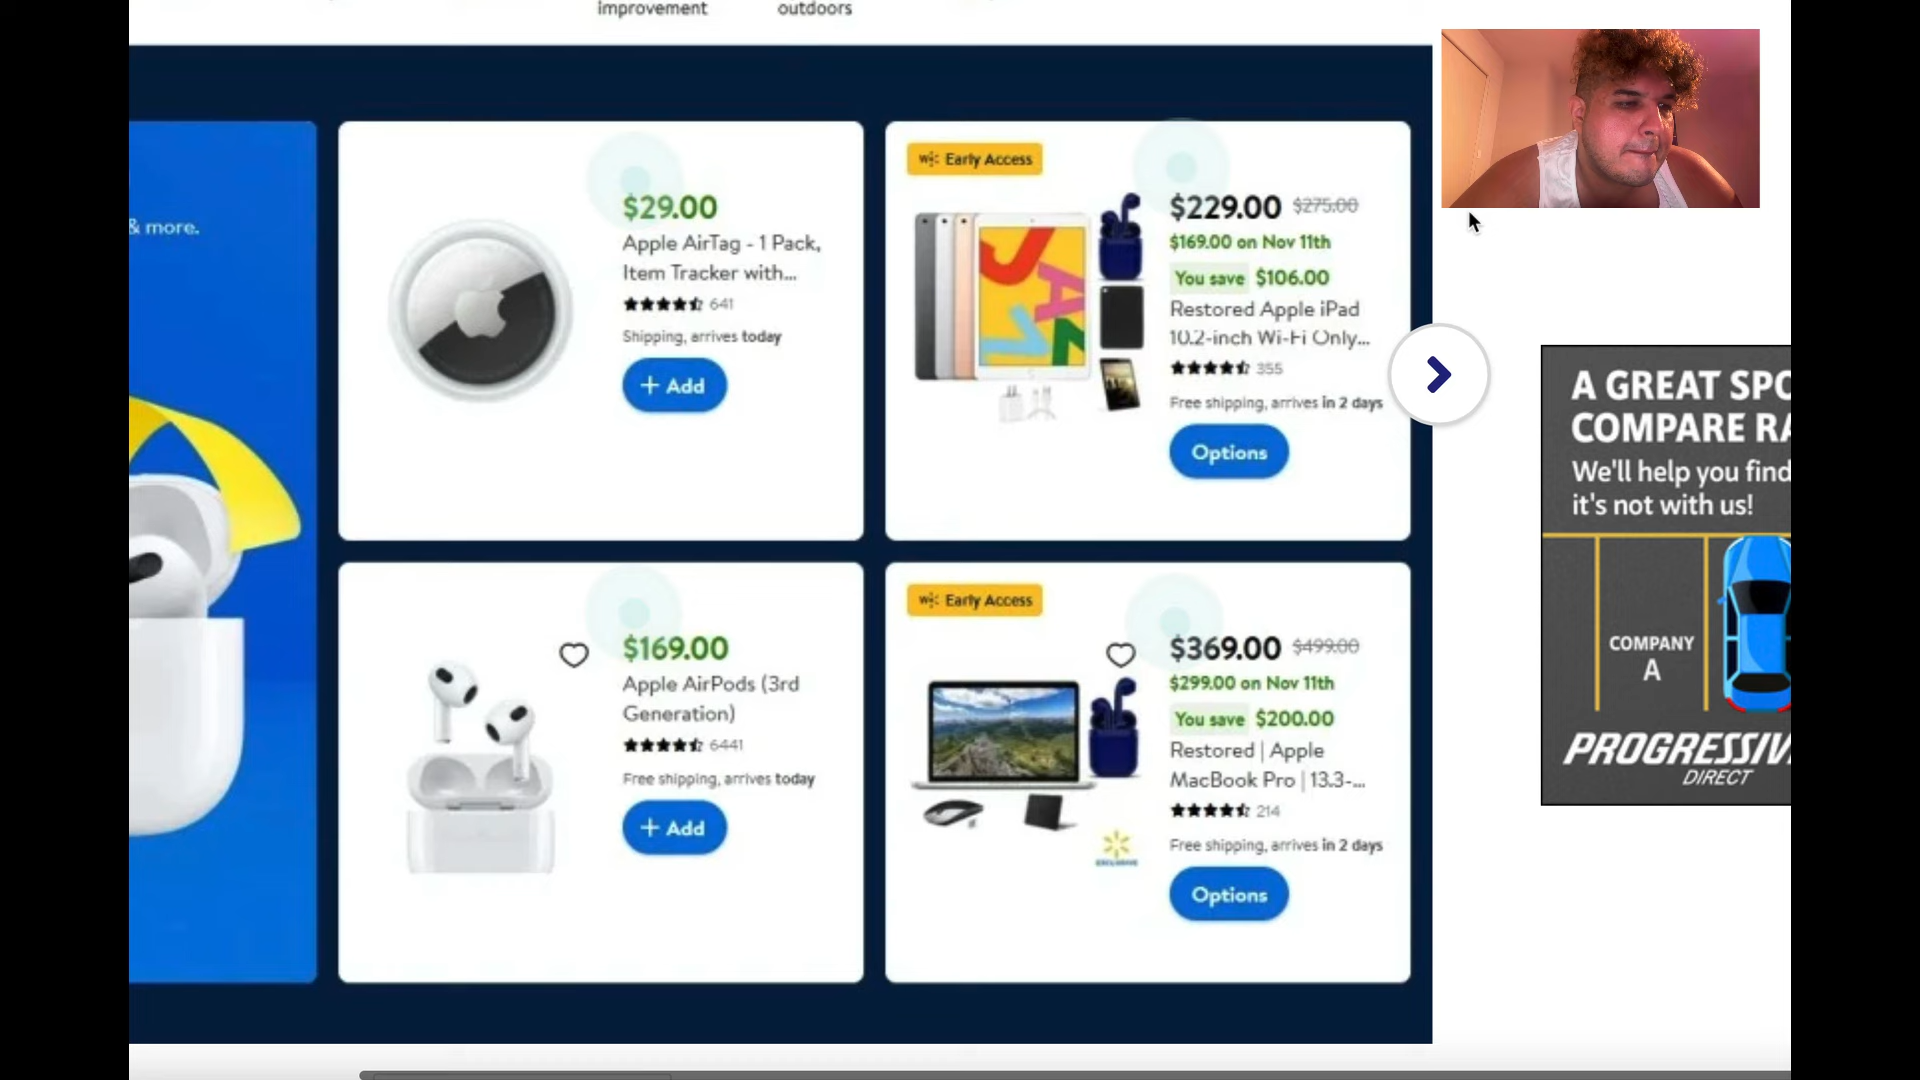 improvement
outdoors
& more.
$29.00
Apple AirTag - 1 Pack,
Item Tracker with...
641
Shipping, arrives today
+ Add
Early Access
$229.00 $275.00
$169.00 on Nov 11th
You save $106.00
Restored Apple iPad
10.2-inch Wi-Fi Only...
355
Free shipping, arrives in 2 days
Options
$169.00
Apple AirPods (3rd
Generation)
6441
Free shipping, arrives today
+ Add
Early Access
$369.00 $499.00
$299.00 on Nov 11th
You save $200.00
Restored | Apple
MacBook Pro | 13.3-...
214
Free shipping, arrives in 2 days
Options
A GREAT SPO
COMPARE RA
We'll help you find
it's not with us!
COMPANY
A
PROGRESSIV
DIRECT